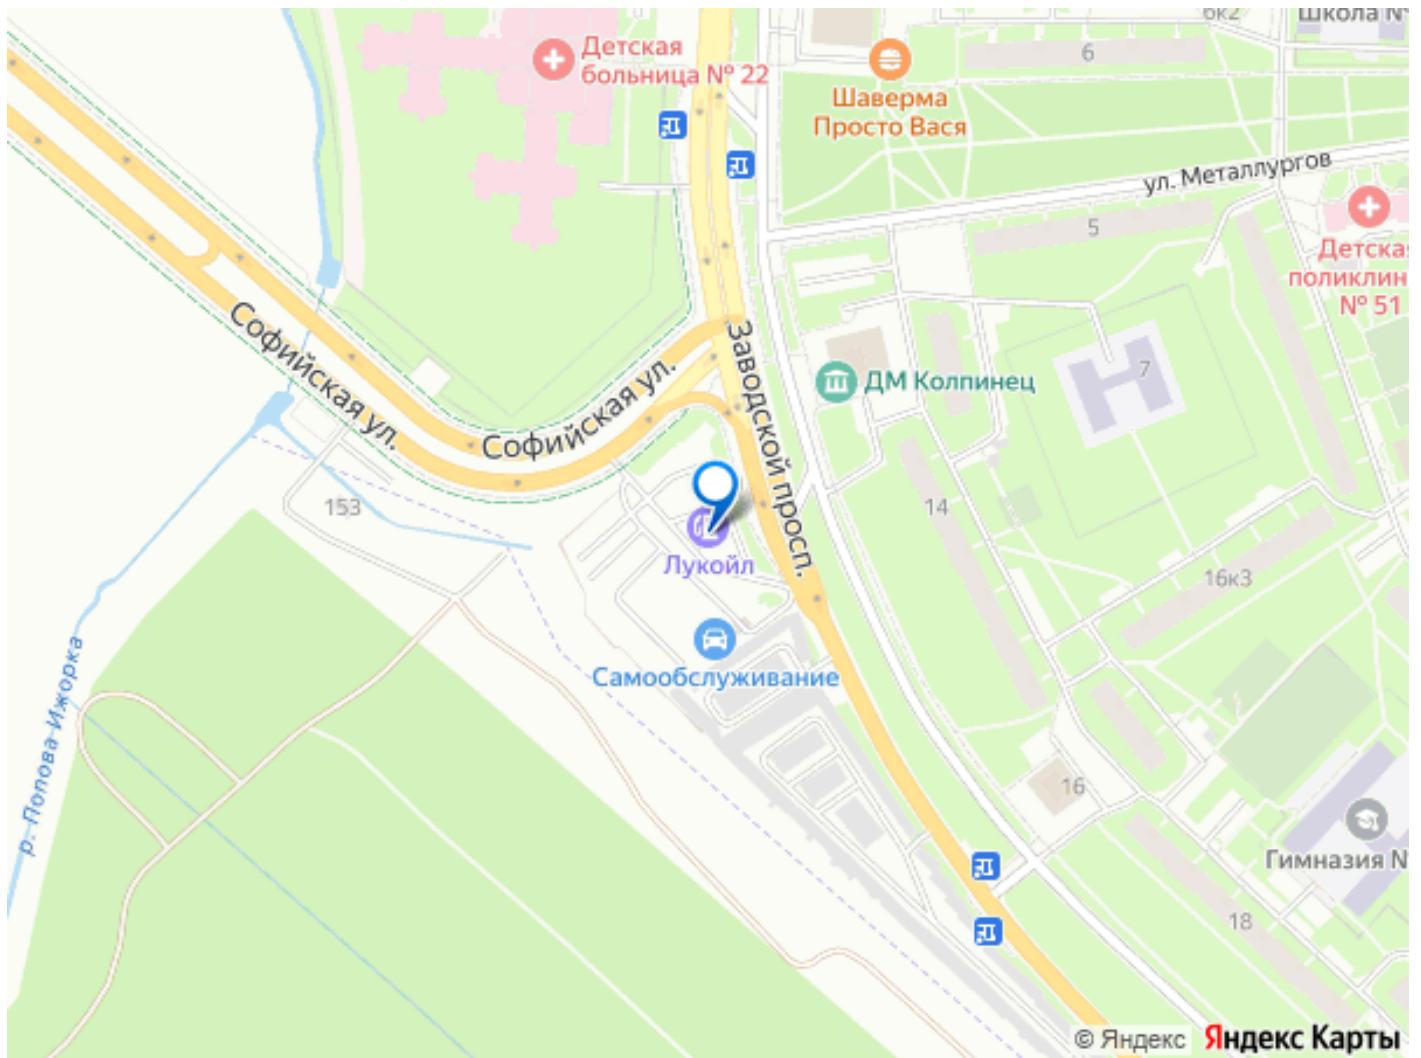 6к2
Школа №
Детская
больница № 22
6
Шаверма
Просто Вася
ул. Металлургов
5
Детская
поликлин
№ 51
Софийская ул.
Софийская ул.
Заводской просп.
ДМ Колпинец
7
153
14
Лукойл
16к3
Самообслуживание
р. Попова Ижорка
16
Гимназия №
18
© Яндекс Яндекс Карты